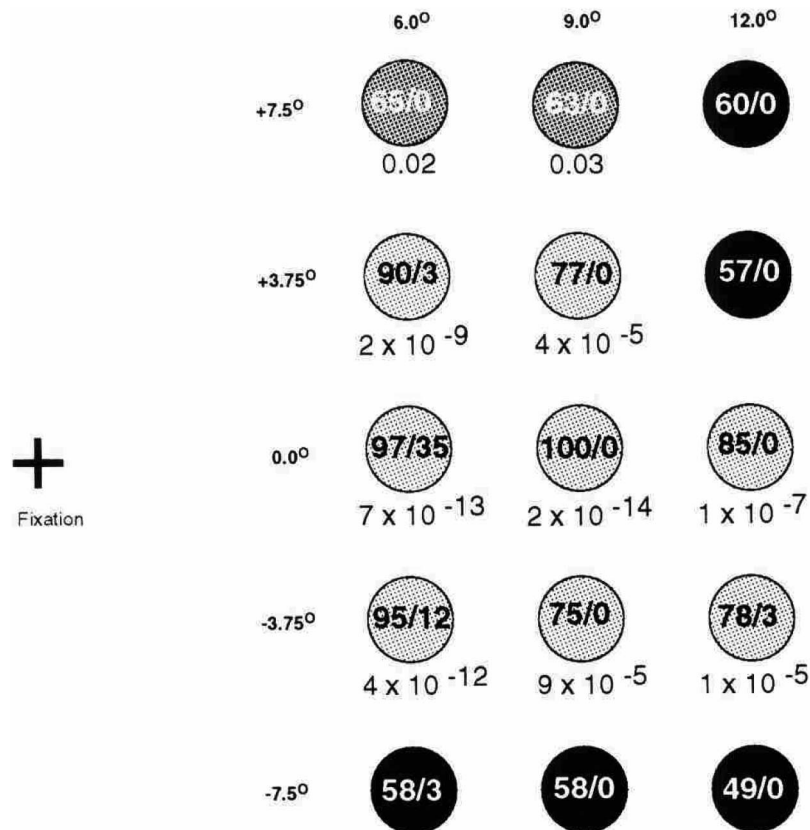 6.0° 9.0° 12.0°
+7.5° 65/0 63/0 60/0
0.02 0.03
+3.75° 90/3 77/0 57/0
2 x 10 -9 4 x 10 -5
0.0° 97/35 100/0 85/0
Fixation 7 x 10 -13 2 x 10 -14 1 x 10 -7
-3.75° 95/12 75/0 78/3
4 x 10 -12 9 x 10 -5 1 x 10 -5
-7.5° 58/3 58/0 49/0